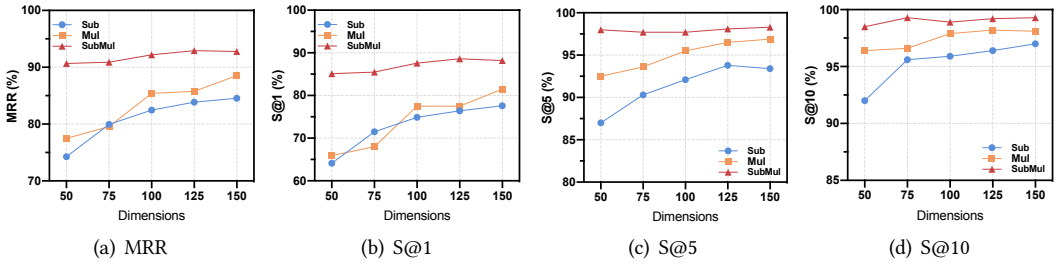 MRR (%)
100
90
80
70
Sub
Mul
SubMul
50 75 100 125 150
Dimensions
(a) MRR
S@1 (%)
100
90
80
70
60
Sub
Mul
SubMul
50 75 100 125 150
Dimensions
(b) S@1
S@5 (%)
100
95
90
85
80
Sub
Mul
SubMul
50 75 100 125 150
Dimensions
(c) S@5
S@10 (%)
100
95
90
85
Sub
Mul
SubMul
50 75 100 125 150
Dimensions
(d) S@10